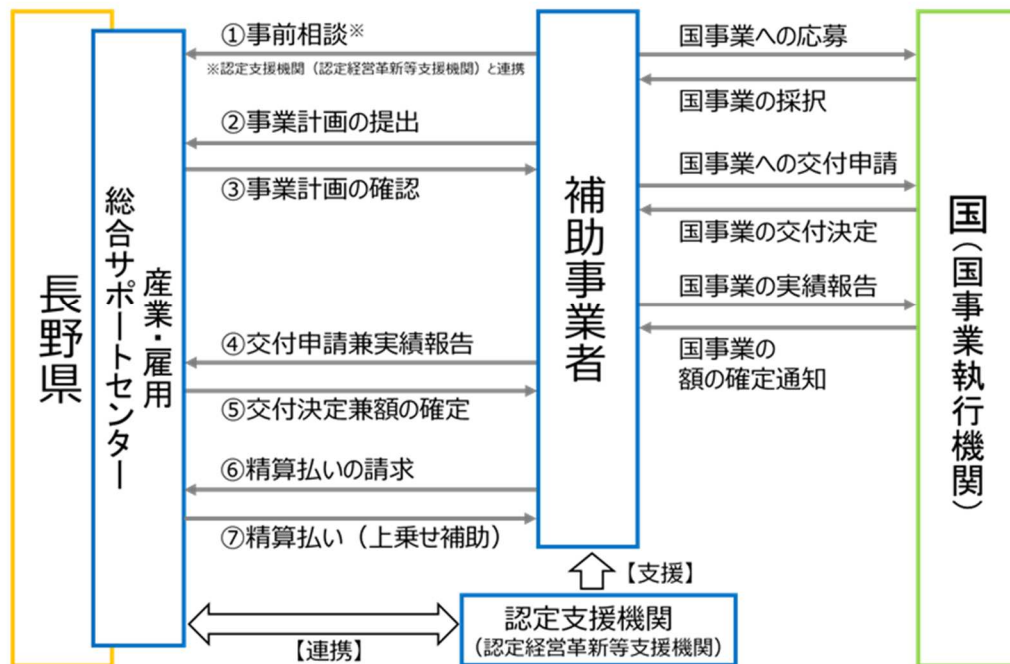 長野県
産業・雇用
総合サポートセンター
①事前相談※
※認定支援機関（認定経営革新等支援機関）と連携
②事業計画の提出
③事業計画の確認
④交付申請兼実績報告
⑤交付決定兼額の確定
⑥精算払いの請求
⑦精算払い（上乗せ補助）
補助事業者
国事業への応募
国事業の採択
国事業への交付申請
国事業の交付決定
国事業の実績報告
国事業の
額の確定通知
国（国事業執行機関）
【支援】
【連携】
認定支援機関
（認定経営革新等支援機関）